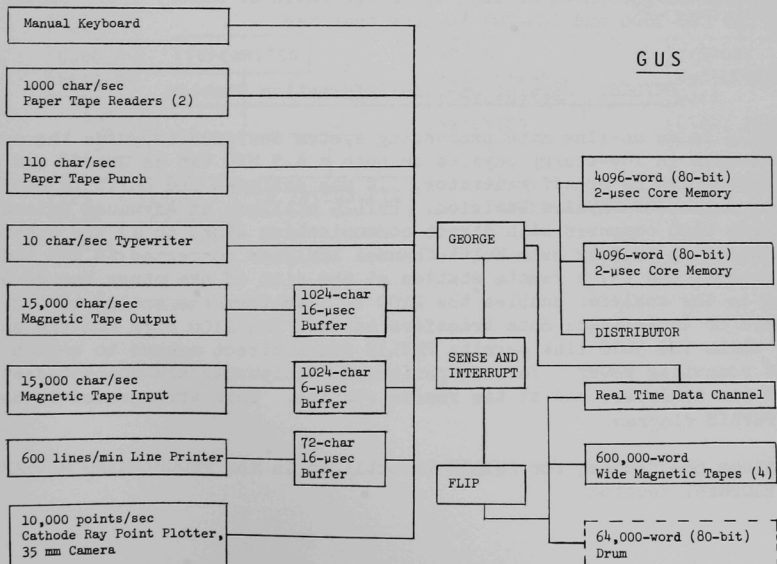 Manual Keyboard
1000 char/sec
Paper Tape Readers (2)
110 char/sec
Paper Tape Punch
10 char/sec Typewriter
15,000 char/sec
Magnetic Tape Output
15,000 char/sec
Magnetic Tape Input
600 lines/min Line Printer
10,000 points/sec
Cathode Ray Point Plotter,
35 mm Camera
1024-char
16-μsec
Buffer
1024-char
6-μsec
Buffer
72-char
16-μsec
Buffer
GEORGE
SENSE AND
INTERRUPT
FLIP
GUS
4096-word (80-bit)
2-μsec Core Memory
4096-word (80-bit)
2-μsec Core Memory
DISTRIBUTOR
Real Time Data Channel
600,000-word
Wide Magnetic Tapes (4)
64,000-word (80-bit)
Drum